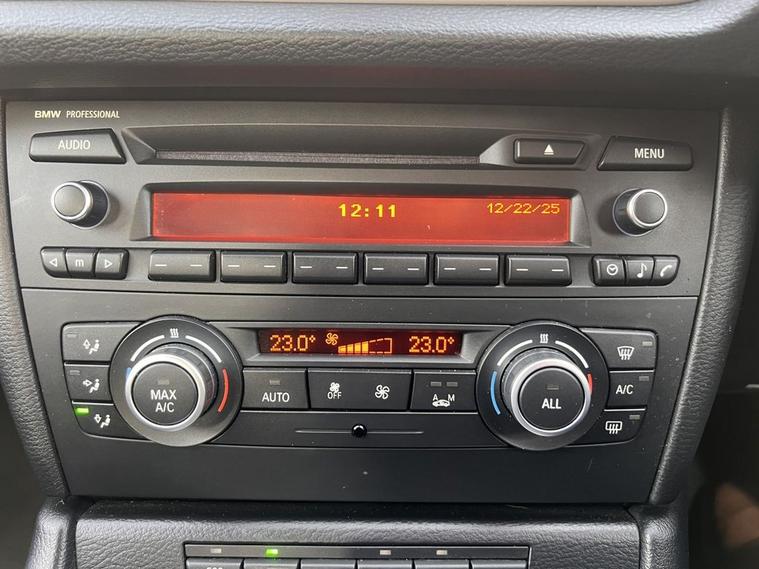 BMW PROFESSIONAL
AUDIO
MENU
12:11 12/22/25
m
23.0° 23.0°
MAX A/C
AUTO
OFF
A M
ALL
A/C